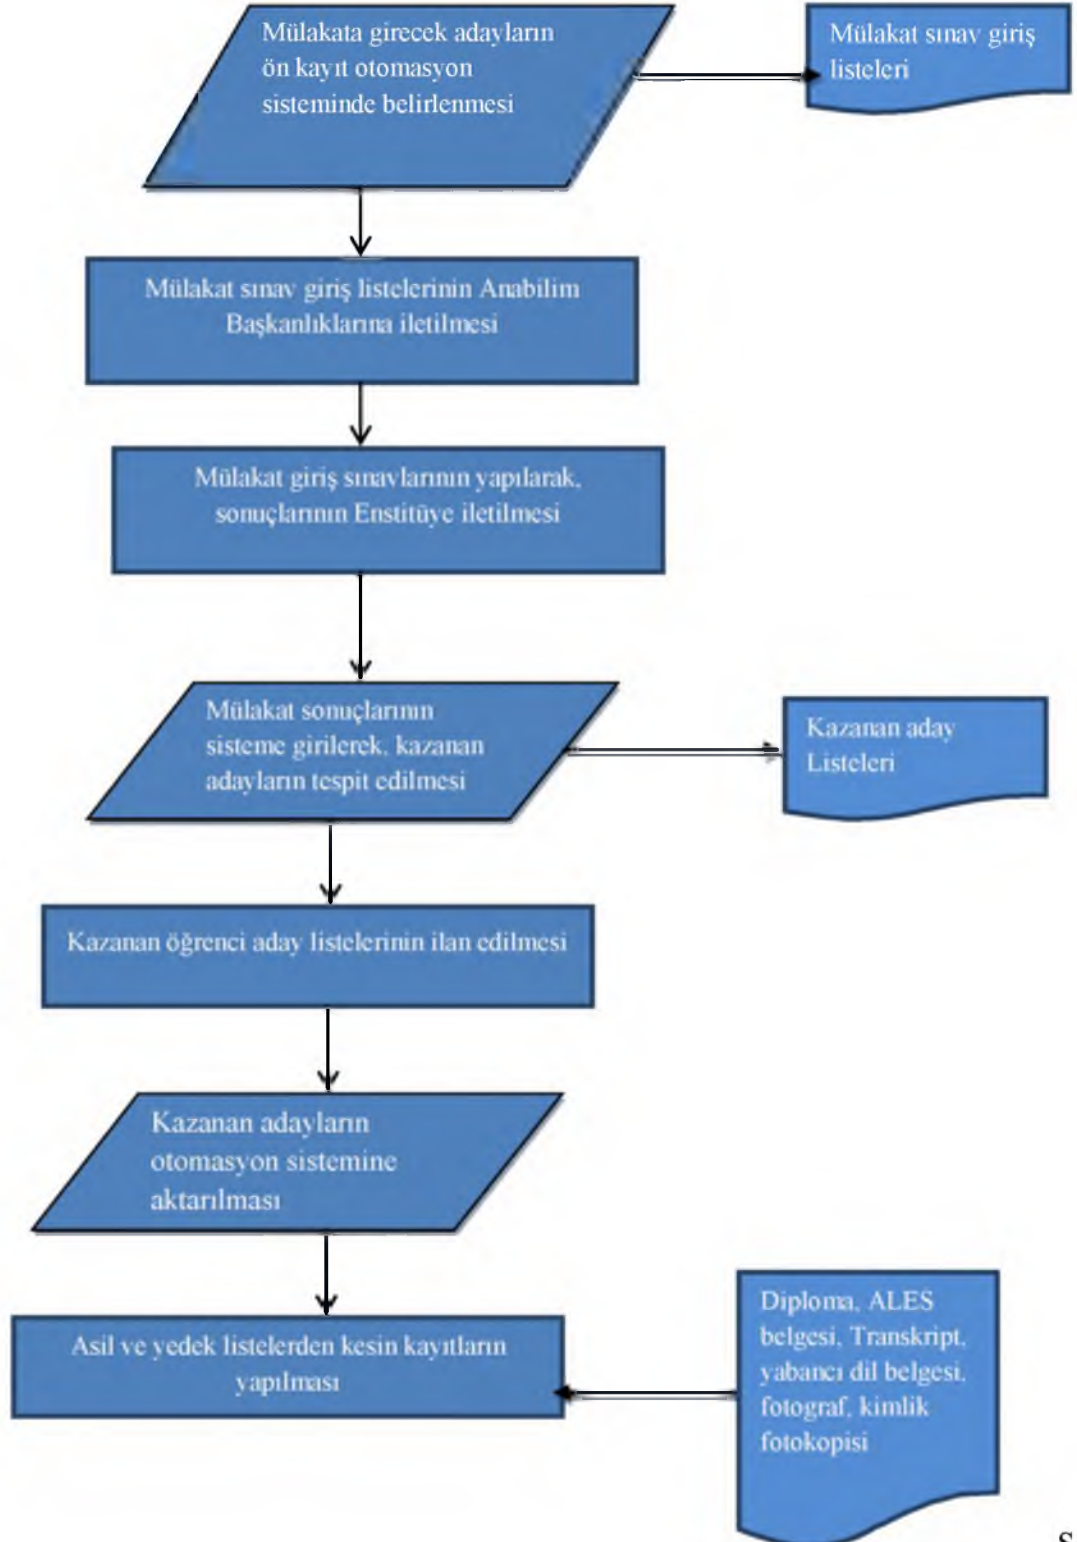 Mülakata girecek adayların
ön kayıt otomasyon
sisteminde belirlenmesi
Mülakat sınav giriş
listeleri
Mülakat sınav giriş listelerinin Anabilim
Başkanlıklarına iletilmesi
Mülakat giriş sınavlarının yapılarak,
sonuçlarının Enstitüye iletilmesi
Mülakat sonuçlarının
sisteme girilerek, kazanan
adayların tespit edilmesi
Kazanan aday
Listeleri
Kazanan öğrenci aday listelerinin ilan edilmesi
Kazanan adayların
otomasyon sistemine
aktarılması
Asil ve yedek listelerden kesin kayıtların
yapılması
Diploma, ALES
belgesi, Transkript,
yabancı dil belgesi,
fotograf, kimlik
fotokopisi